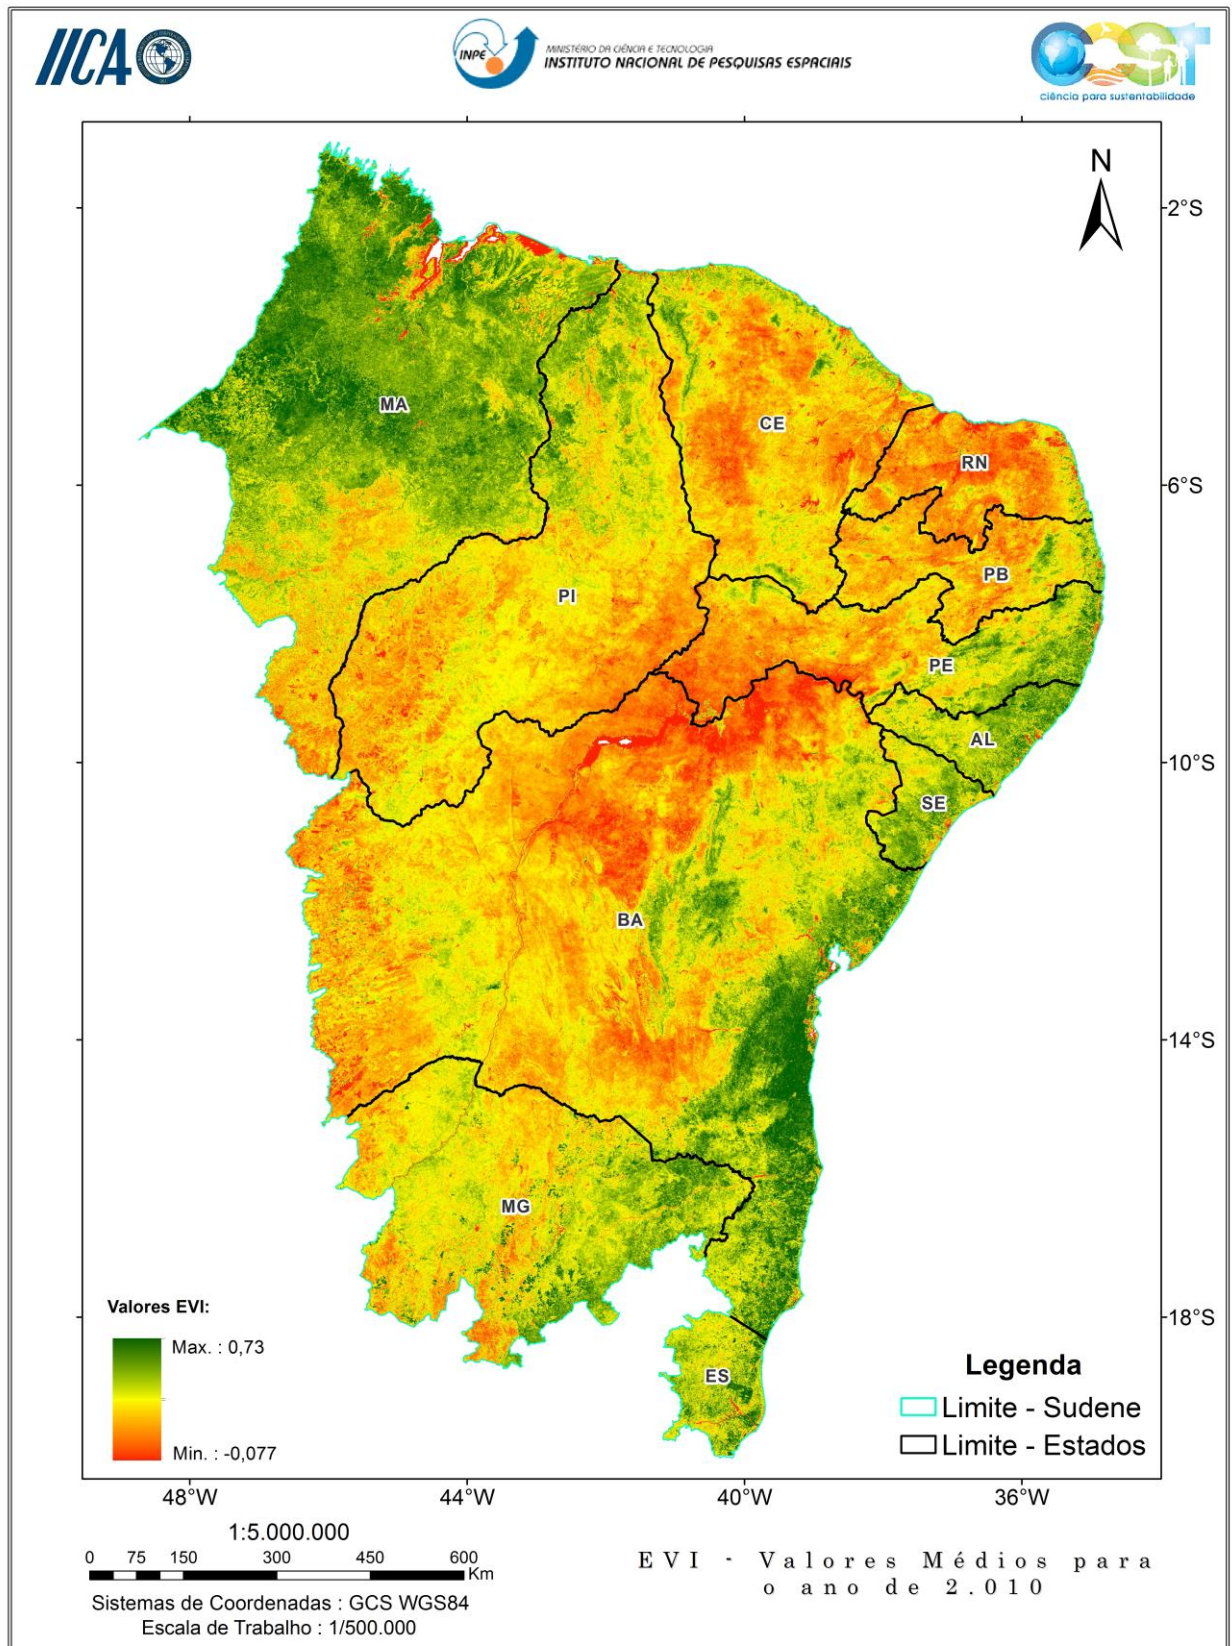 IICA
INPE
MINISTÉRIO DA CIÊNCIA E TECNOLOGIA
INSTITUTO NACIONAL DE PESQUISAS ESPACIAIS
CCST
ciência para sustentabilidade
N
2°S
MA
CE
RN
6°S
PB
PI
PE
AL
10°S
SE
BA
14°S
MG
Valores EVI:
Max. : 0,73
Min. : -0,077
18°S
ES
Legenda
Limite - Sudene
Limite - Estados
48°W 44°W 40°W 36°W
1:5.000.000
0 75 150 300 450 600
Km
Sistemas de Coordenadas : GCS WGS84
Escala de Trabalho : 1/500.000
EVI - Valores Médios para
o ano de 2.010